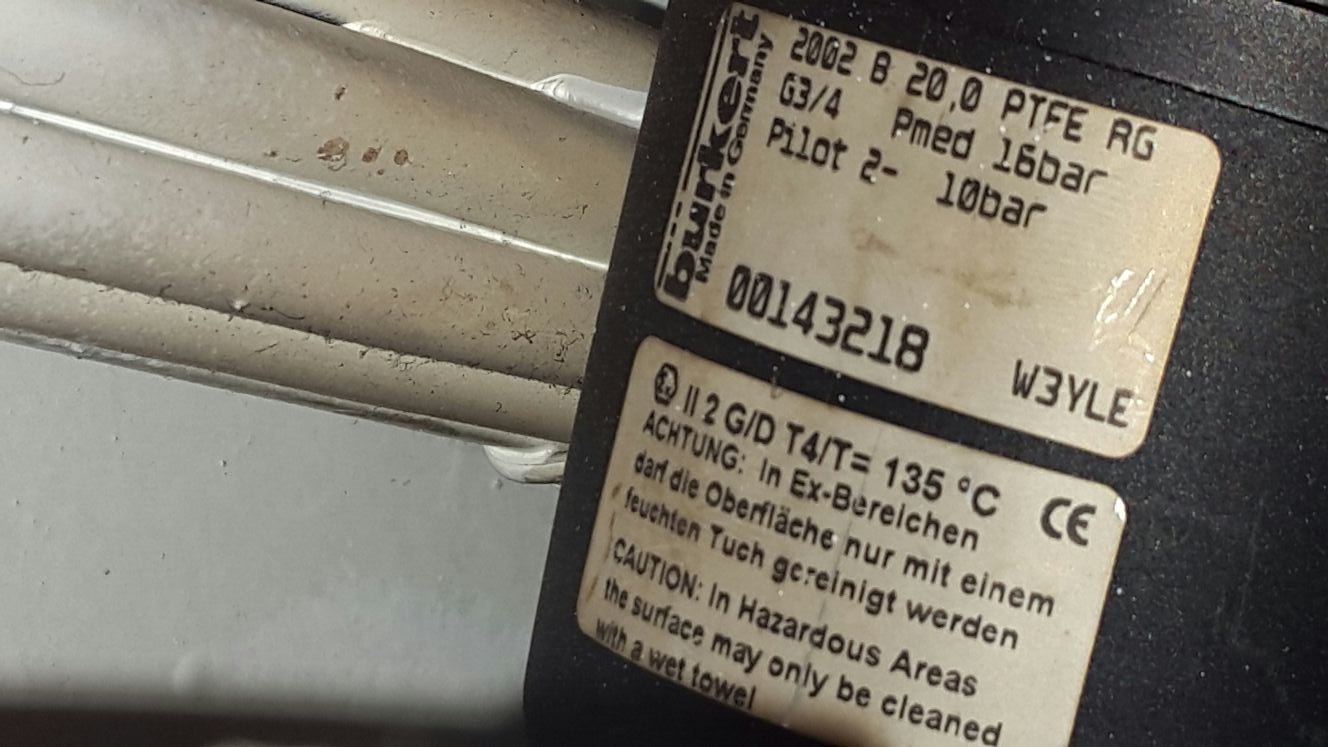 burkert
Made in Germany
2002 B 20,0 PTFE RG
G3/4 Pmed 16bar
Pilot 2- 10bar
00143218
W3YLE
Ex II 2 G/D T4/T= 135 °C CE
ACHTUNG: In Ex-Bereichen
darf die Oberfläche nur mit einem
feuchten Tuch gereinigt werden
CAUTION: In Hazardous Areas
the surface may only be cleaned
with a wet towel